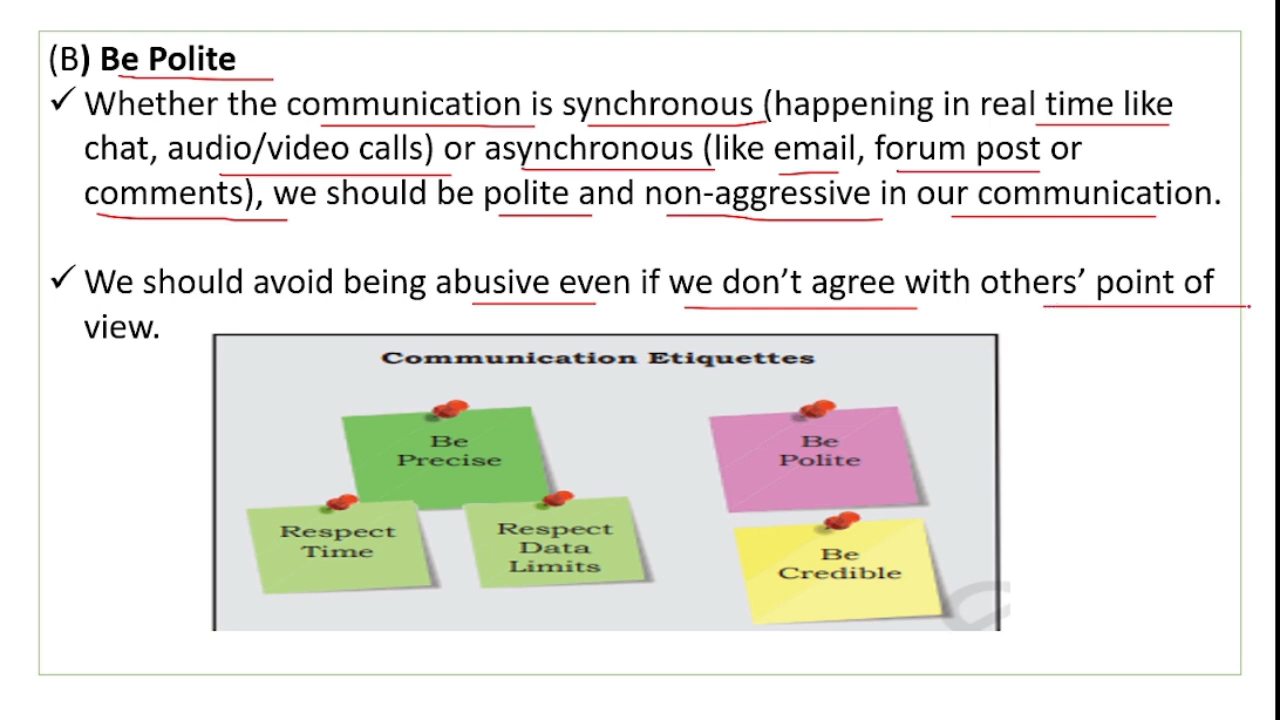 (B) Be Polite
✓ Whether the communication is synchronous (happening in real time like
chat, audio/video calls) or asynchronous (like email, forum post or
comments), we should be polite and non-aggressive in our communication.
✓ We should avoid being abusive even if we don’t agree with others’ point of
view.
Communication Etiquettes
Be
Precise
Respect
Time
Respect
Data
Limits
Be
Polite
Be
Credible